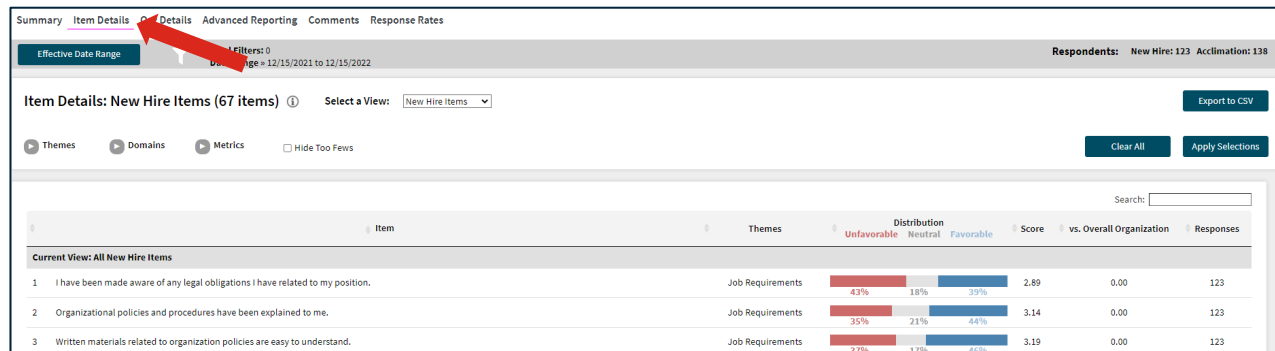 Summary Item Details Details Advanced Reporting Comments Response Rates
Effective Date Range
Filters: 0
Respondents: New Hire: 123 Acclimation: 138
» 12/15/2021 to 12/15/2022
Item Details: New Hire Items (67 items) Select a View: New Hire Items
Export to CSV
Themes Domains Metrics Hide Too Fews
Clear All Apply Selections
Search:
Item Themes Distribution Score vs. Overall Organization Responses
Unfavorable Neutral Favorable
Current View: All New Hire Items
1 I have been made aware of any legal obligations I have related to my position. Job Requirements 2.89 0.00 123
43% 18% 39%
2 Organizational policies and procedures have been explained to me. Job Requirements 3.14 0.00 123
35% 21% 44%
3 Written materials related to organization policies are easy to understand. Job Requirements 3.19 0.00 123
37% 17% 46%